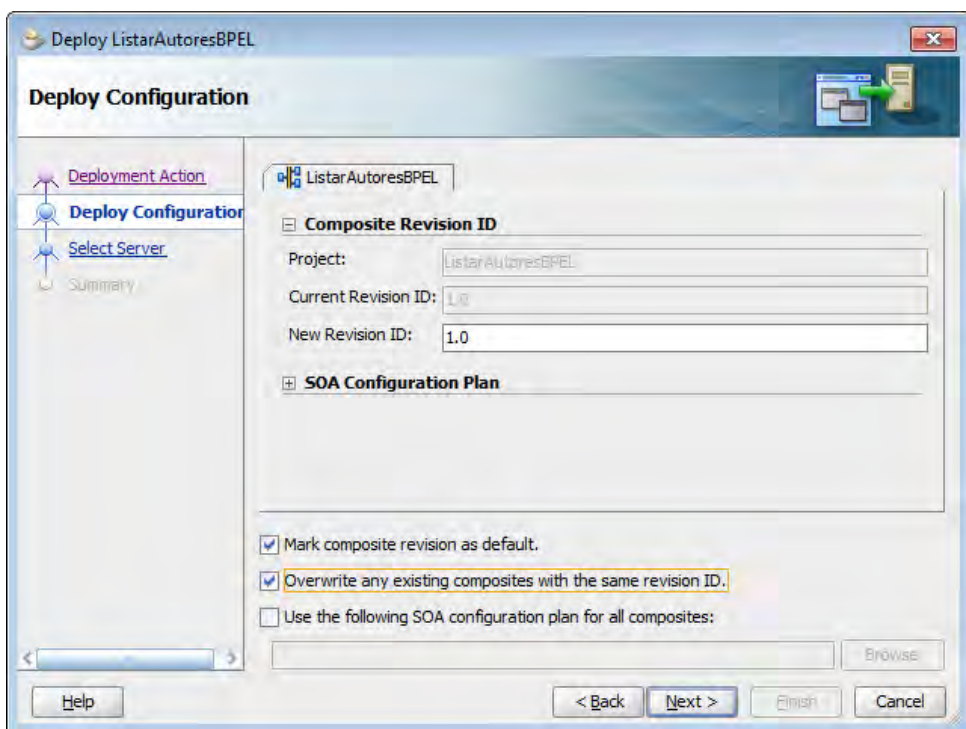 Deploy ListarAutoresBPEL
Deploy Configuration
Deployment Action
Deploy Configuration
Select Server
Summary
ListarAutoresBPEL
Composite Revision ID
Project: ListarAutoresBPEL
Current Revision ID: 1.0
New Revision ID: 1.0
SOA Configuration Plan
Mark composite revision as default.
Overwrite any existing composites with the same revision ID.
Use the following SOA configuration plan for all composites:
Browse
Help
< Back
Next >
Finish
Cancel